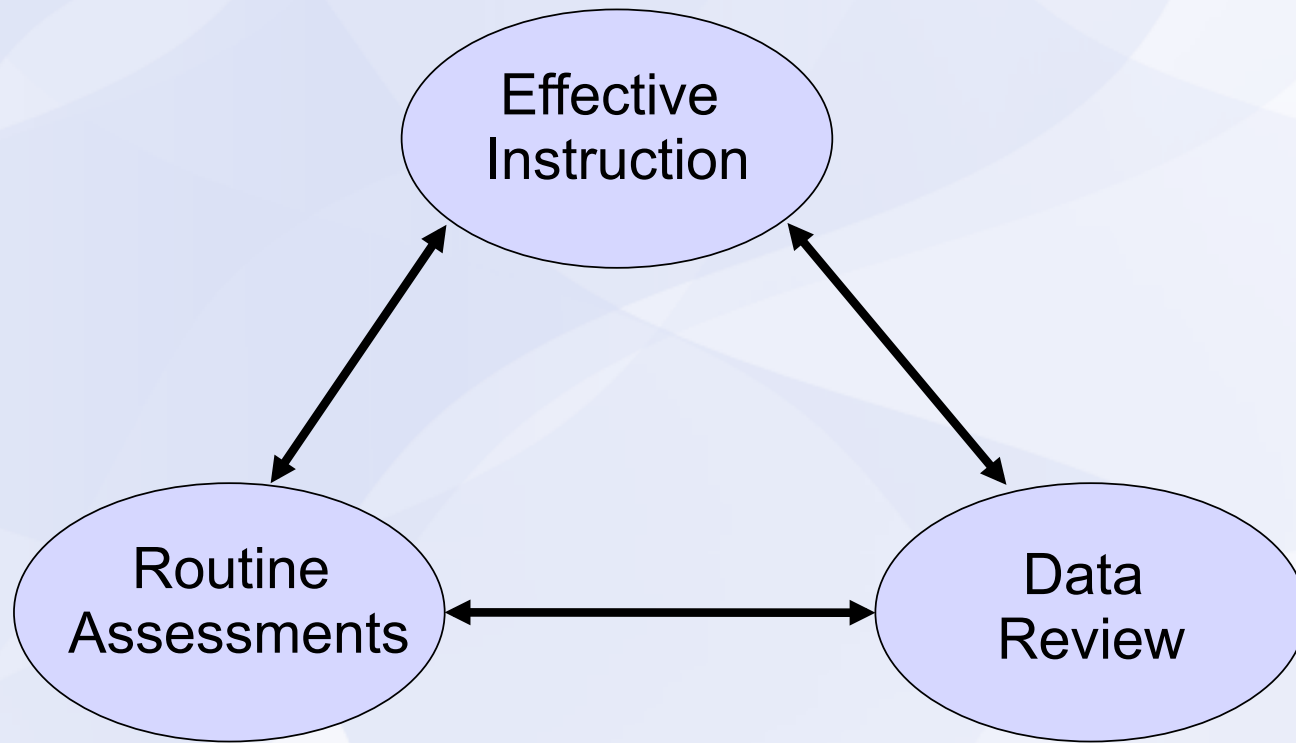 Effective
Instruction
Routine
Assessments
Data
Review